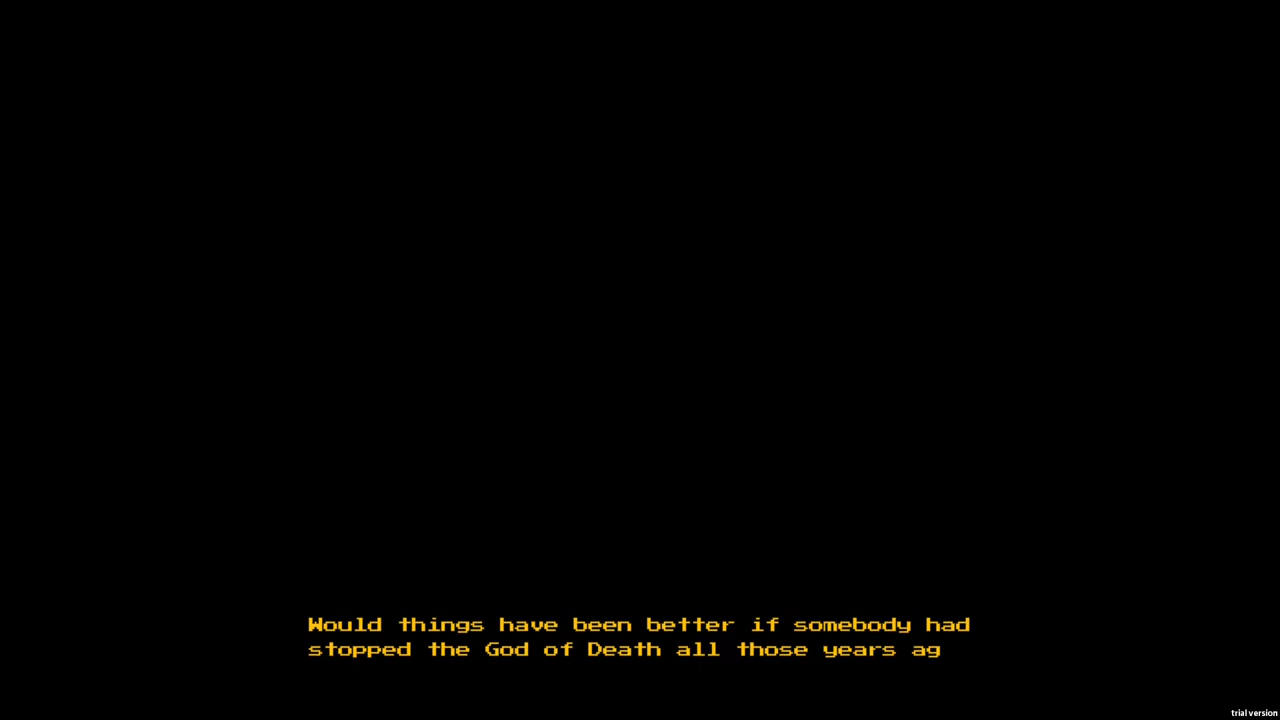 Would things have been better if somebody had
stopped the God of Death all those years ag
trial version